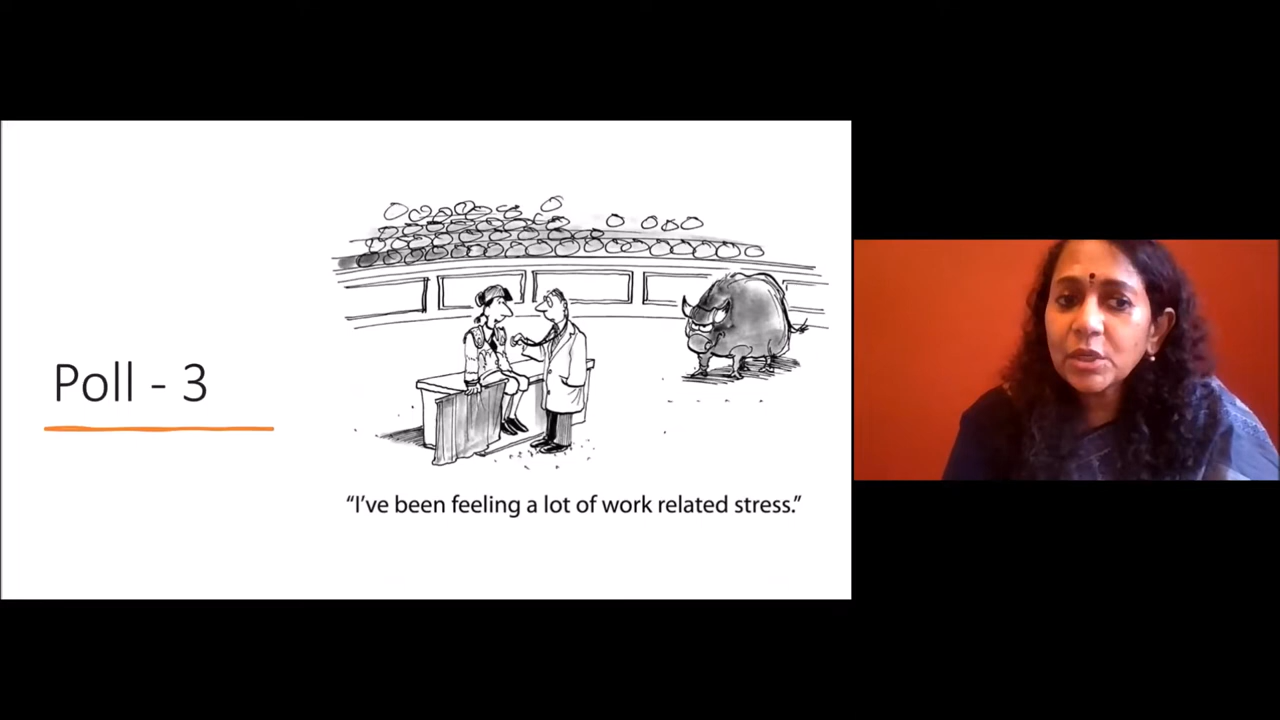 Poll - 3
“I’ve been feeling a lot of work related stress.”